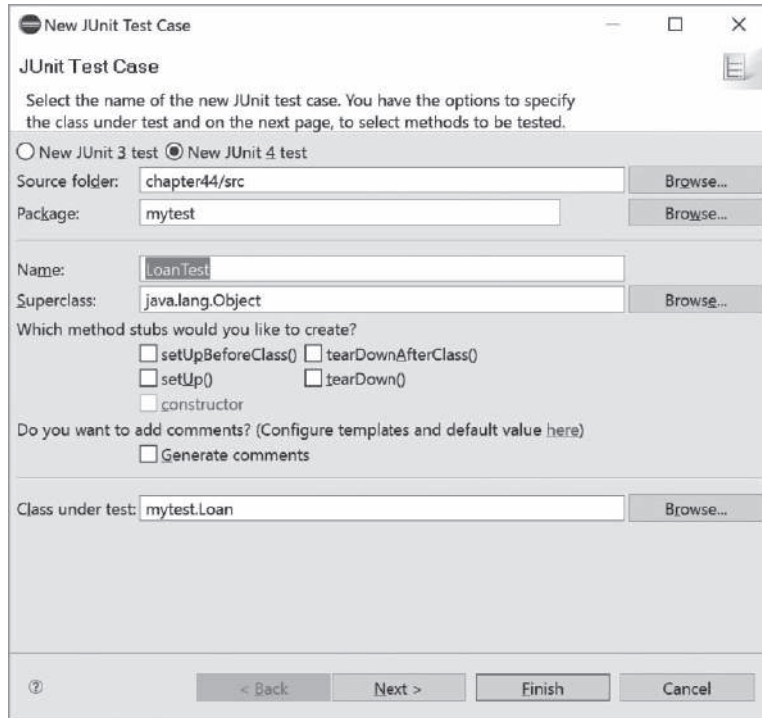 New JUnit Test Case
JUnit Test Case
Select the name of the new JUnit test case. You have the options to specify
the class under test and on the next page, to select methods to be tested.
New JUnit 3 test New JUnit 4 test
Source folder: chapter44/src Browse...
Package: mytest Browse...
Name: LoanTest
Superclass: java.lang.Object Browse...
Which method stubs would you like to create?
setUpBeforeClass() tearDownAfterClass()
setUp() tearDown()
constructor
Do you want to add comments? (Configure templates and default value here)
Generate comments
Class under test: mytest.Loan Browse...
? < Back Next > Finish Cancel